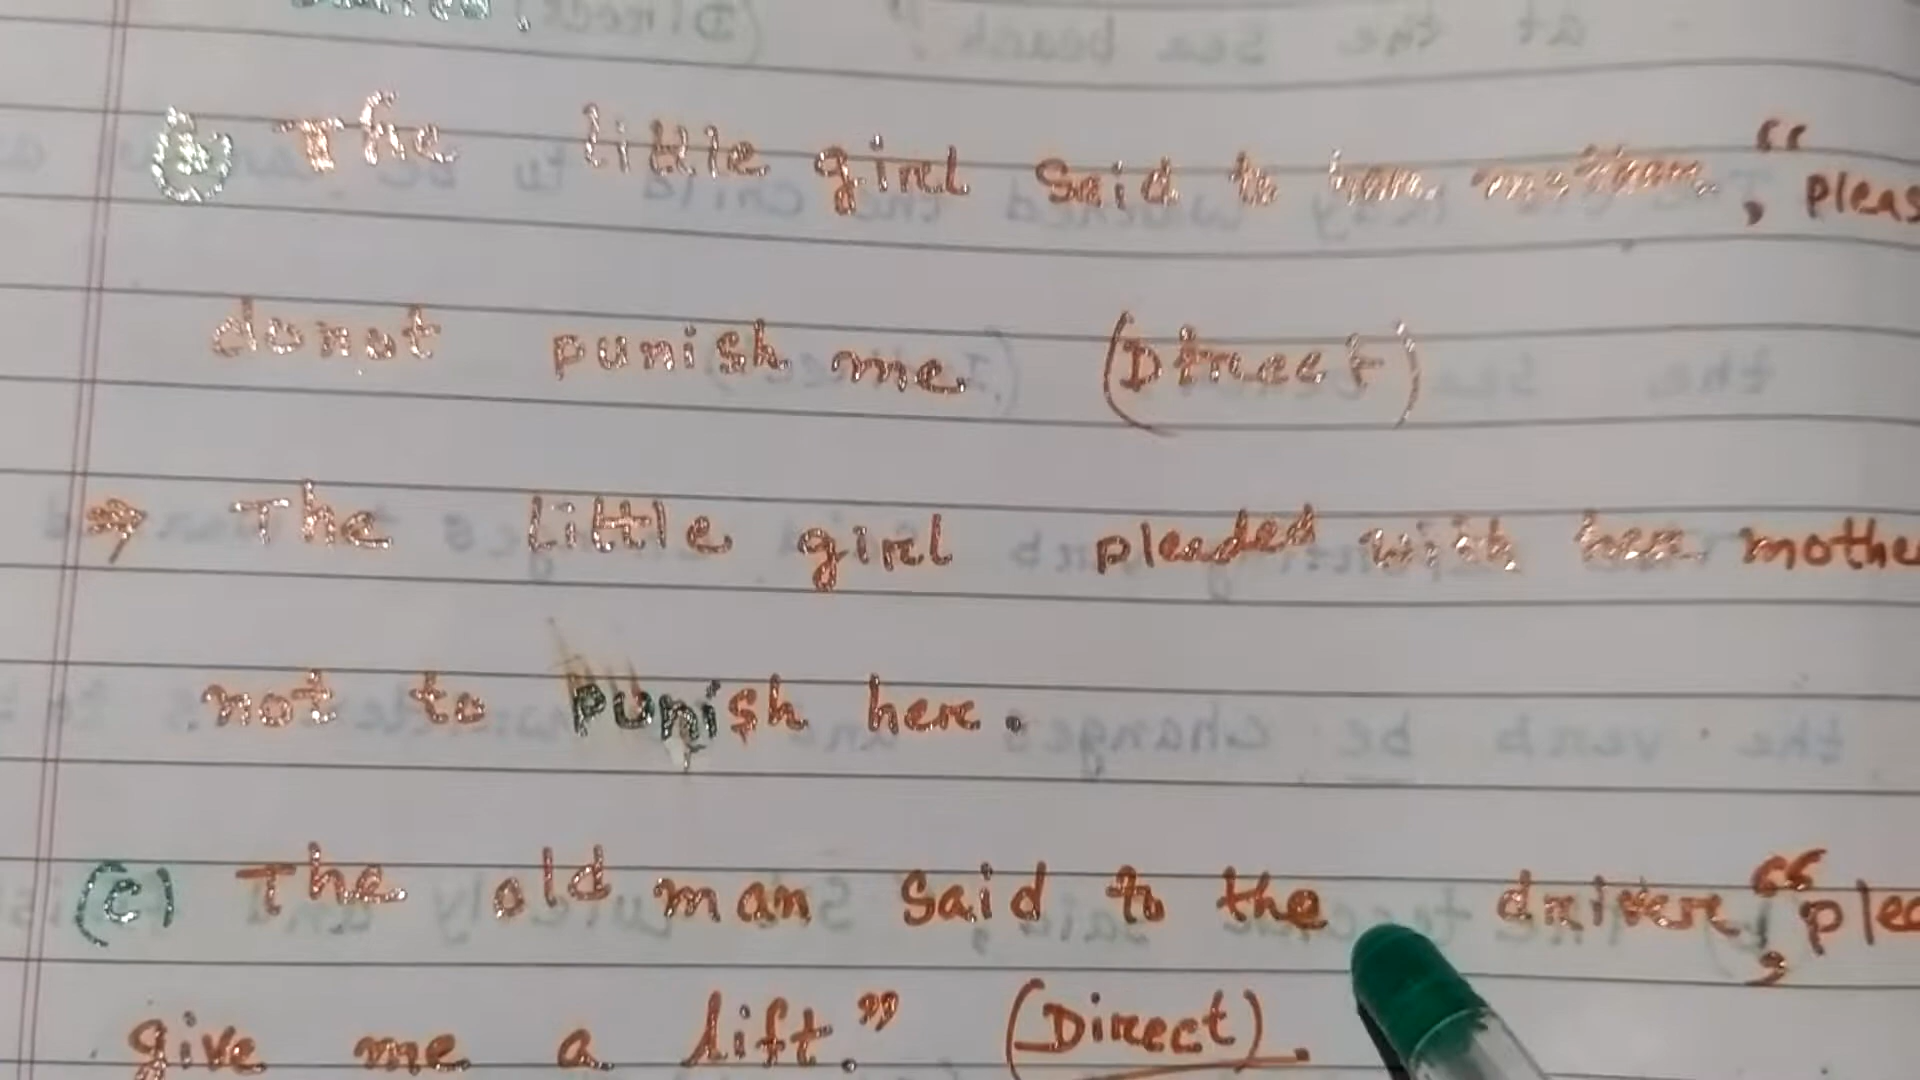 (b) The little girl said to her mother, “pleas
donot punish me (Direct)
⇒ The little girl pleaded with her mothe
not to punish here.
(c) The old man said to the driver, “plea
give me a lift.” (Direct).